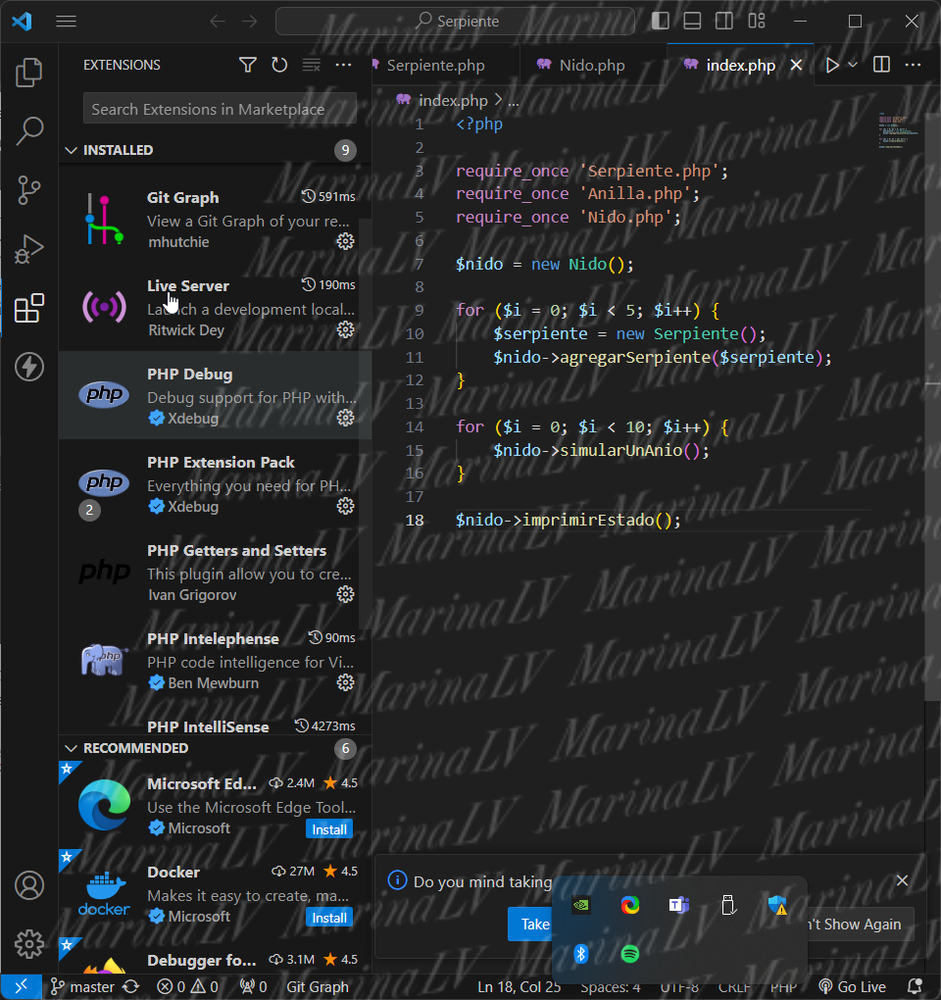 Serpiente
EXTENSIONS
Search Extensions in Marketplace
INSTALLED
9
Git Graph
591ms
View a Git Graph of your re...
mhutchie
Live Server
190ms
Launch a development local...
Ritwick Dey
php
PHP Debug
Debug support for PHP with...
Xdebug
php
2
PHP Extension Pack
Everything you need for PH...
Xdebug
php
PHP Getters and Setters
This plugin allow you to cre...
Ivan Grigorov
php
PHP Intelephense
90ms
PHP code intelligence for Vi...
Ben Mewburn
PHP IntelliSense
4273ms
RECOMMENDED
6
Microsoft Ed...
2.4M
4.5
Use the Microsoft Edge Tool...
Microsoft
Install
docker
Docker
27M
4.5
Makes it easy to create, ma...
Microsoft
Install
Debugger fo...
3.1M
4.5
Serpiente.php
Nido.php
index.php
index.php > ...
1 <?php
2
3 require_once 'Serpiente.php';
4 require_once 'Anilla.php';
5 require_once 'Nido.php';
6
7 $nido = new Nido();
8
9 for ($i = 0; $i < 5; $i++) {
10 $serpiente = new Serpiente();
11 $nido->agregarSerpiente($serpiente);
12 }
13
14 for ($i = 0; $i < 10; $i++) {
15 $nido->simularUnAnio();
16 }
17
18 $nido->imprimirEstado();
MarinaLV
Do you mind taking
Take
n't Show Again
master
0
0
0
Git Graph
Ln 18, Col 25
Spaces: 4
UTF-8
CRLF
PHP
Go Live